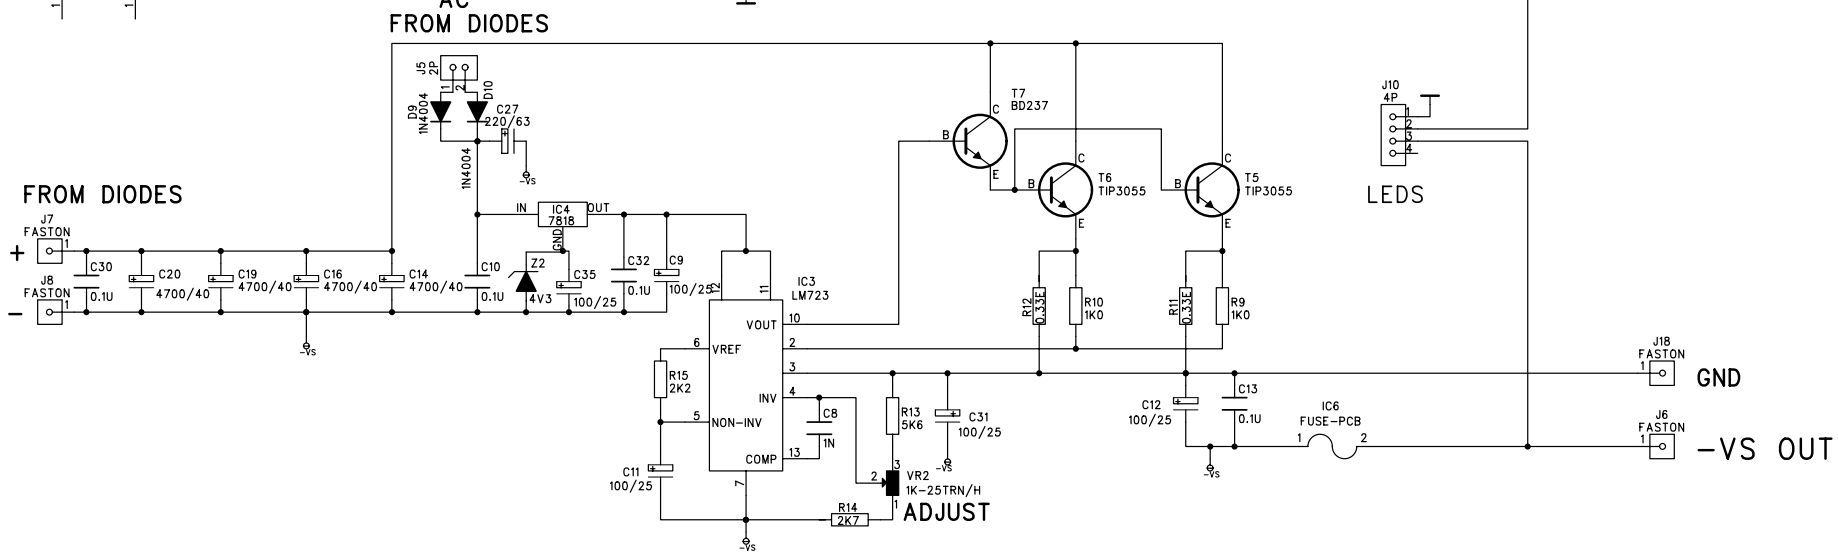 AC
FROM DIODES
1
1
J5
2P
1
2
D9
1N4004
D10
1N4004
C27
220/63
-VS
FROM DIODES
J7
FASTON
1
+
J8
FASTON
1
-
C30
0.1U
C20
4700/40
C19
4700/40
C16
4700/40
C14
4700/40
-VS
C10
0.1U
IN
IC4
7818
OUT
GND
Z2
4V3
C35
100/25
C32
0.1U
C9
100/25
12
11
IC3
LM723
VOUT
10
6
VREF
2
3
INV
4
5
NON-INV
COMP
13
7
R15
2K2
C11
100/25
C8
1N
R13
5K6
C31
100/25
-VS
3
2
1
VR2
1K-25TRN/H
ADJUST
R14
2K7
-VS
T7
BD237
B
C
E
T6
TIP3055
B
C
E
T5
TIP3055
B
C
E
R12
0.33E
R10
1K0
R11
0.33E
R9
1K0
C12
100/25
C13
0.1U
-VS
IC6
FUSE-PCB
1
2
J10
4P
1
2
3
4
LEDS
J18
FASTON
1
GND
J6
FASTON
1
-VS OUT